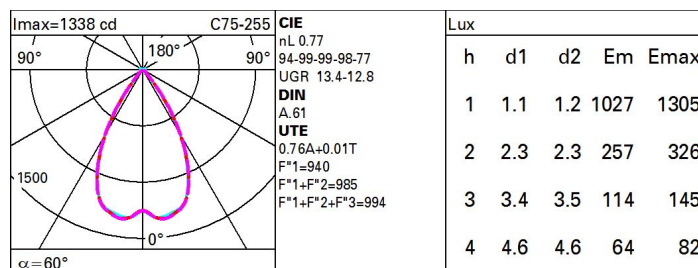 Imax=1338 cd C75-255
90° 180° 90°
1500
0°
α=60°
CIE
nL 0.77
94-99-99-98-77
UGR 13.4-12.8
DIN
A.61
UTE
0.76A+0.01T
F"1=940
F"1+F"2=985
F"1+F"2+F"3=994
Lux
h d1 d2 Em Emax
1 1.1 1.2 1027 1305
2 2.3 2.3 257 326
3 3.4 3.5 114 145
4 4.6 4.6 64 82